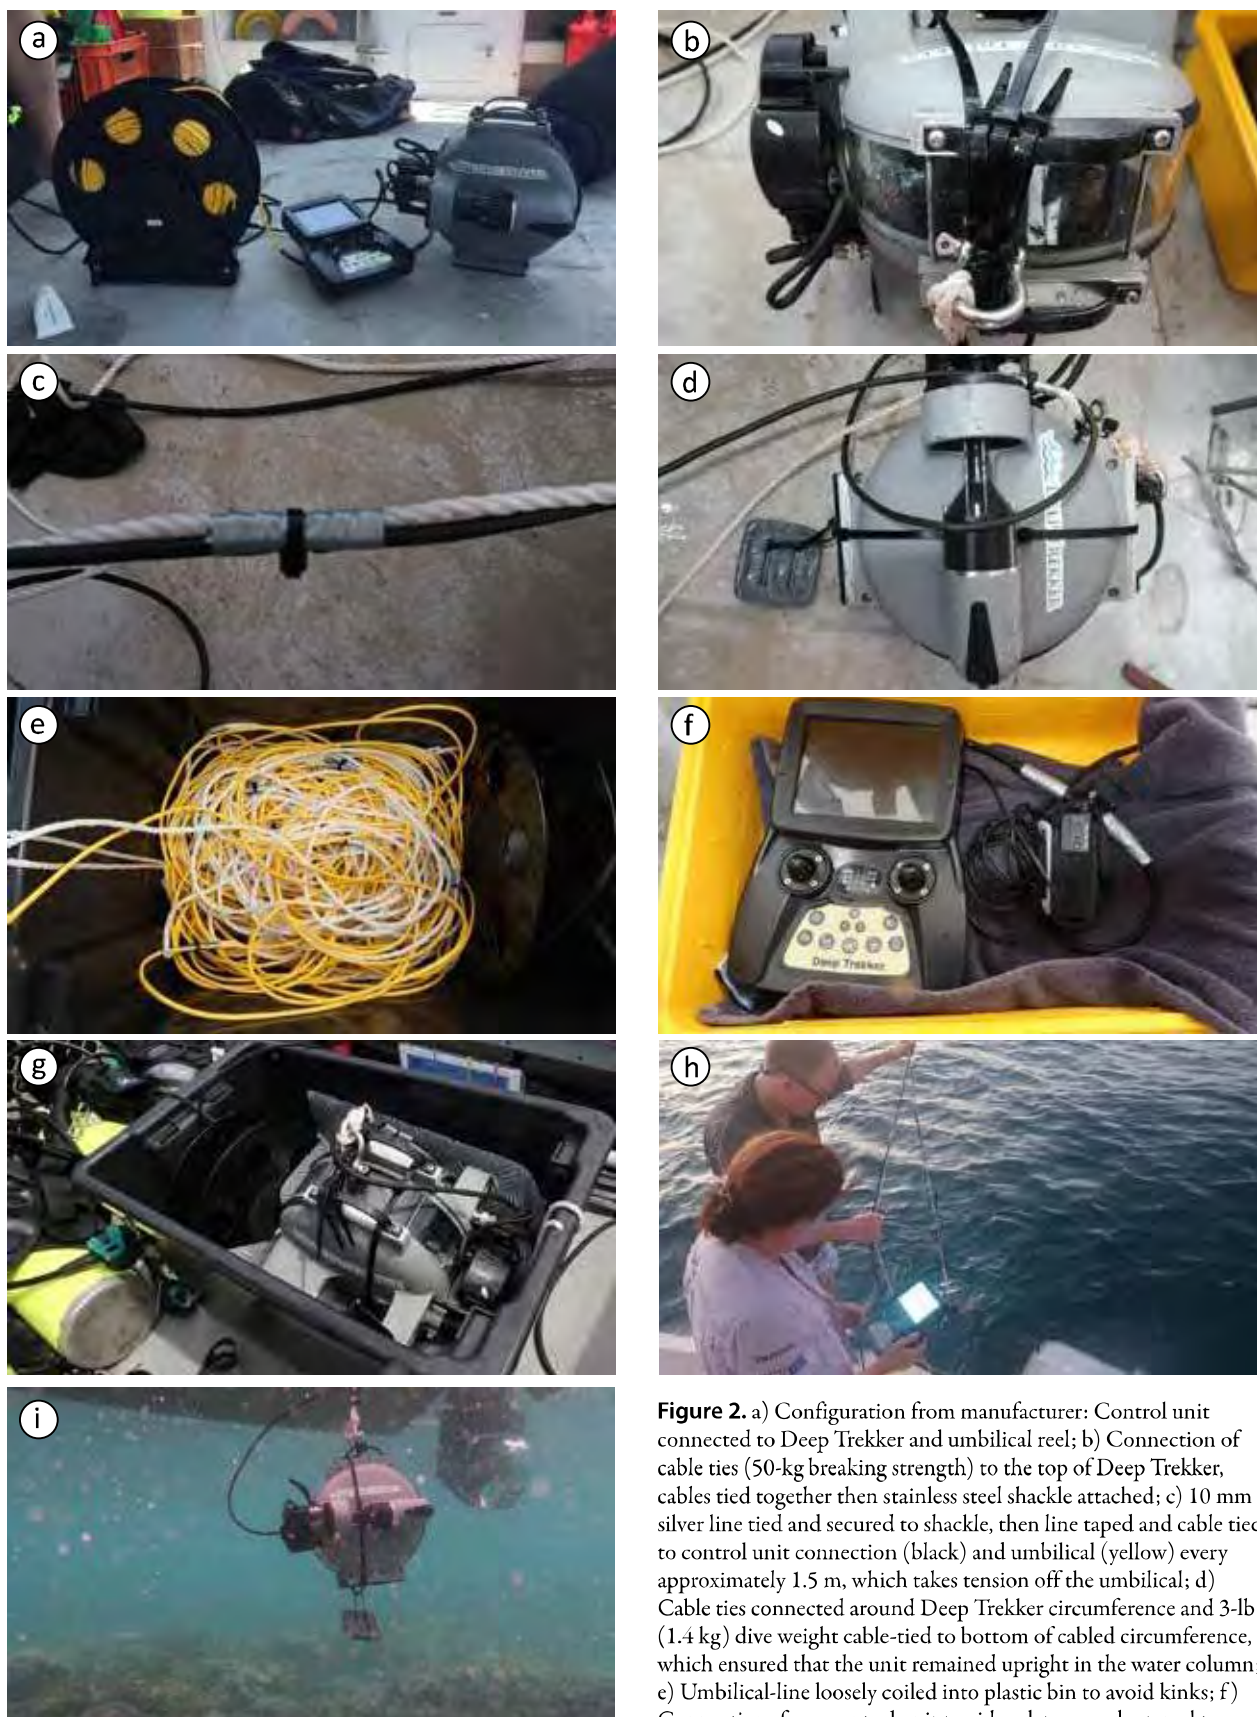 a
b
c
d
e
f
Deep Trekker
g
h
i
Figure 2. a) Configuration from manufacturer: Control unit
connected to Deep Trekker and umbilical reel; b) Connection of
cable ties (50-kg breaking strength) to the top of Deep Trekker,
cables tied together then stainless steel shackle attached; c) 10 mm
silver line tied and secured to shackle, then line taped and cable tied
to control unit connection (black) and umbilical (yellow) every
approximately 1.5 m, which takes tension off the umbilical; d)
Cable ties connected around Deep Trekker circumference and 3-lb
(1.4 kg) dive weight cable-tied to bottom of cabled circumference,
which ensured that the unit remained upright in the water column;
e) Umbilical-line loosely coiled into plastic bin to avoid kinks; f)